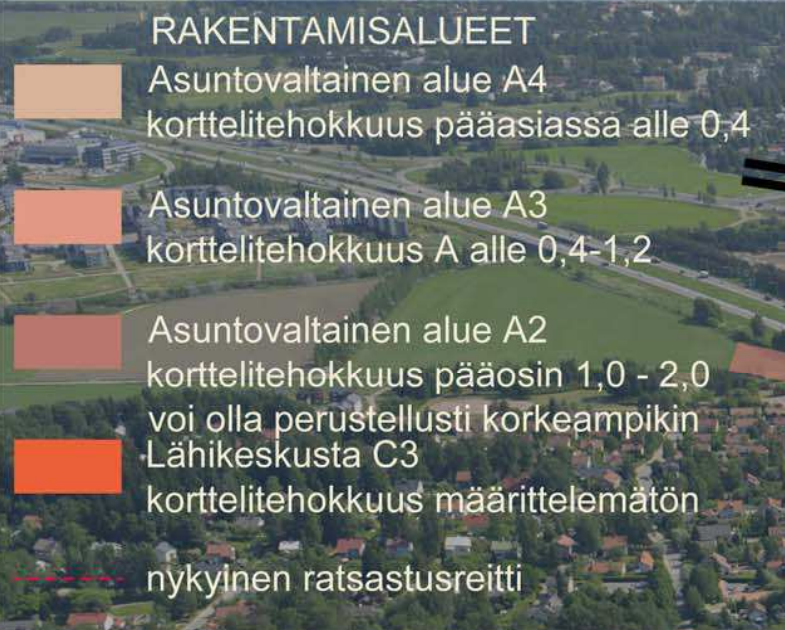 RAKENTAMISALUEET
Asuntovaltainen alue A4
korttelitehokkuus pääasiassa alle 0,4
Asuntovaltainen alue A3
korttelitehokkuus A alle 0,4-1,2
Asuntovaltainen alue A2
korttelitehokkuus pääosin 1,0 - 2,0
voi olla perustellusti korkeampikin
Lähikeskusta C3
korttelitehokkuus määrittelemätön
nykyinen ratsastusreitti